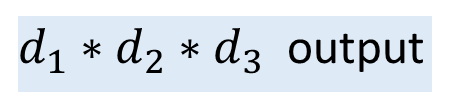 d₁ * d₂ * d₃ output